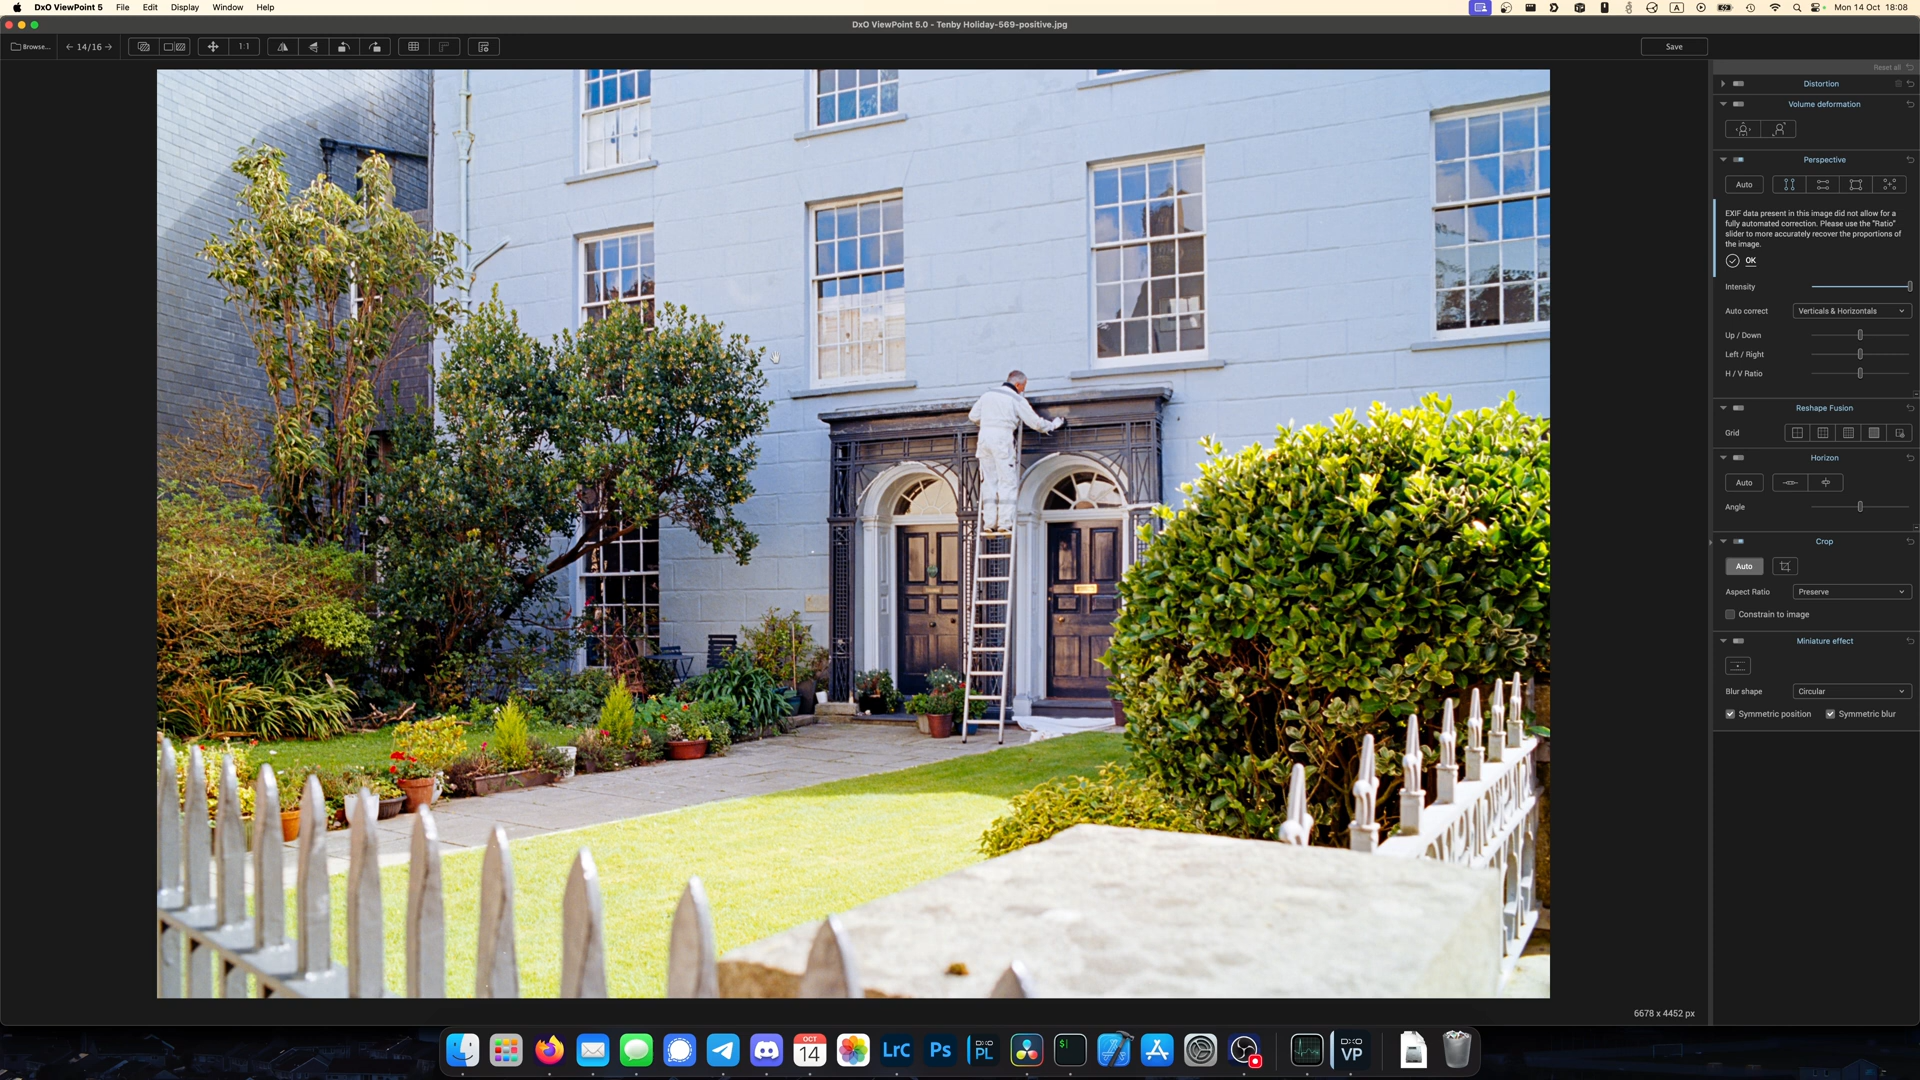 DxO ViewPoint 5 File Edit Display Window Help
A
Mon 14 Oct 18:08
DxO ViewPoint 5.0 - Tenby Holiday-569-positive.jpg
Browse...
14/16
1:1
Save
Reset all
Distortion
Volume deformation
Perspective
Auto
EXIF data present in this image did not allow for a
fully automated correction. Please use the "Ratio"
slider to more accurately recover the proportions of
the image.
OK
Intensity
Auto correct Verticals & Horizontals
Up / Down
Left / Right
H / V Ratio
Reshape Fusion
Grid
Horizon
Auto
Angle
Crop
Auto
Aspect Ratio Preserve
Constrain to image
Miniature effect
Blur shape Circular
Symmetric position Symmetric blur
6678 x 4452 px
OCT
14
LrC
Ps
DXO
PL
$
DXO
VP